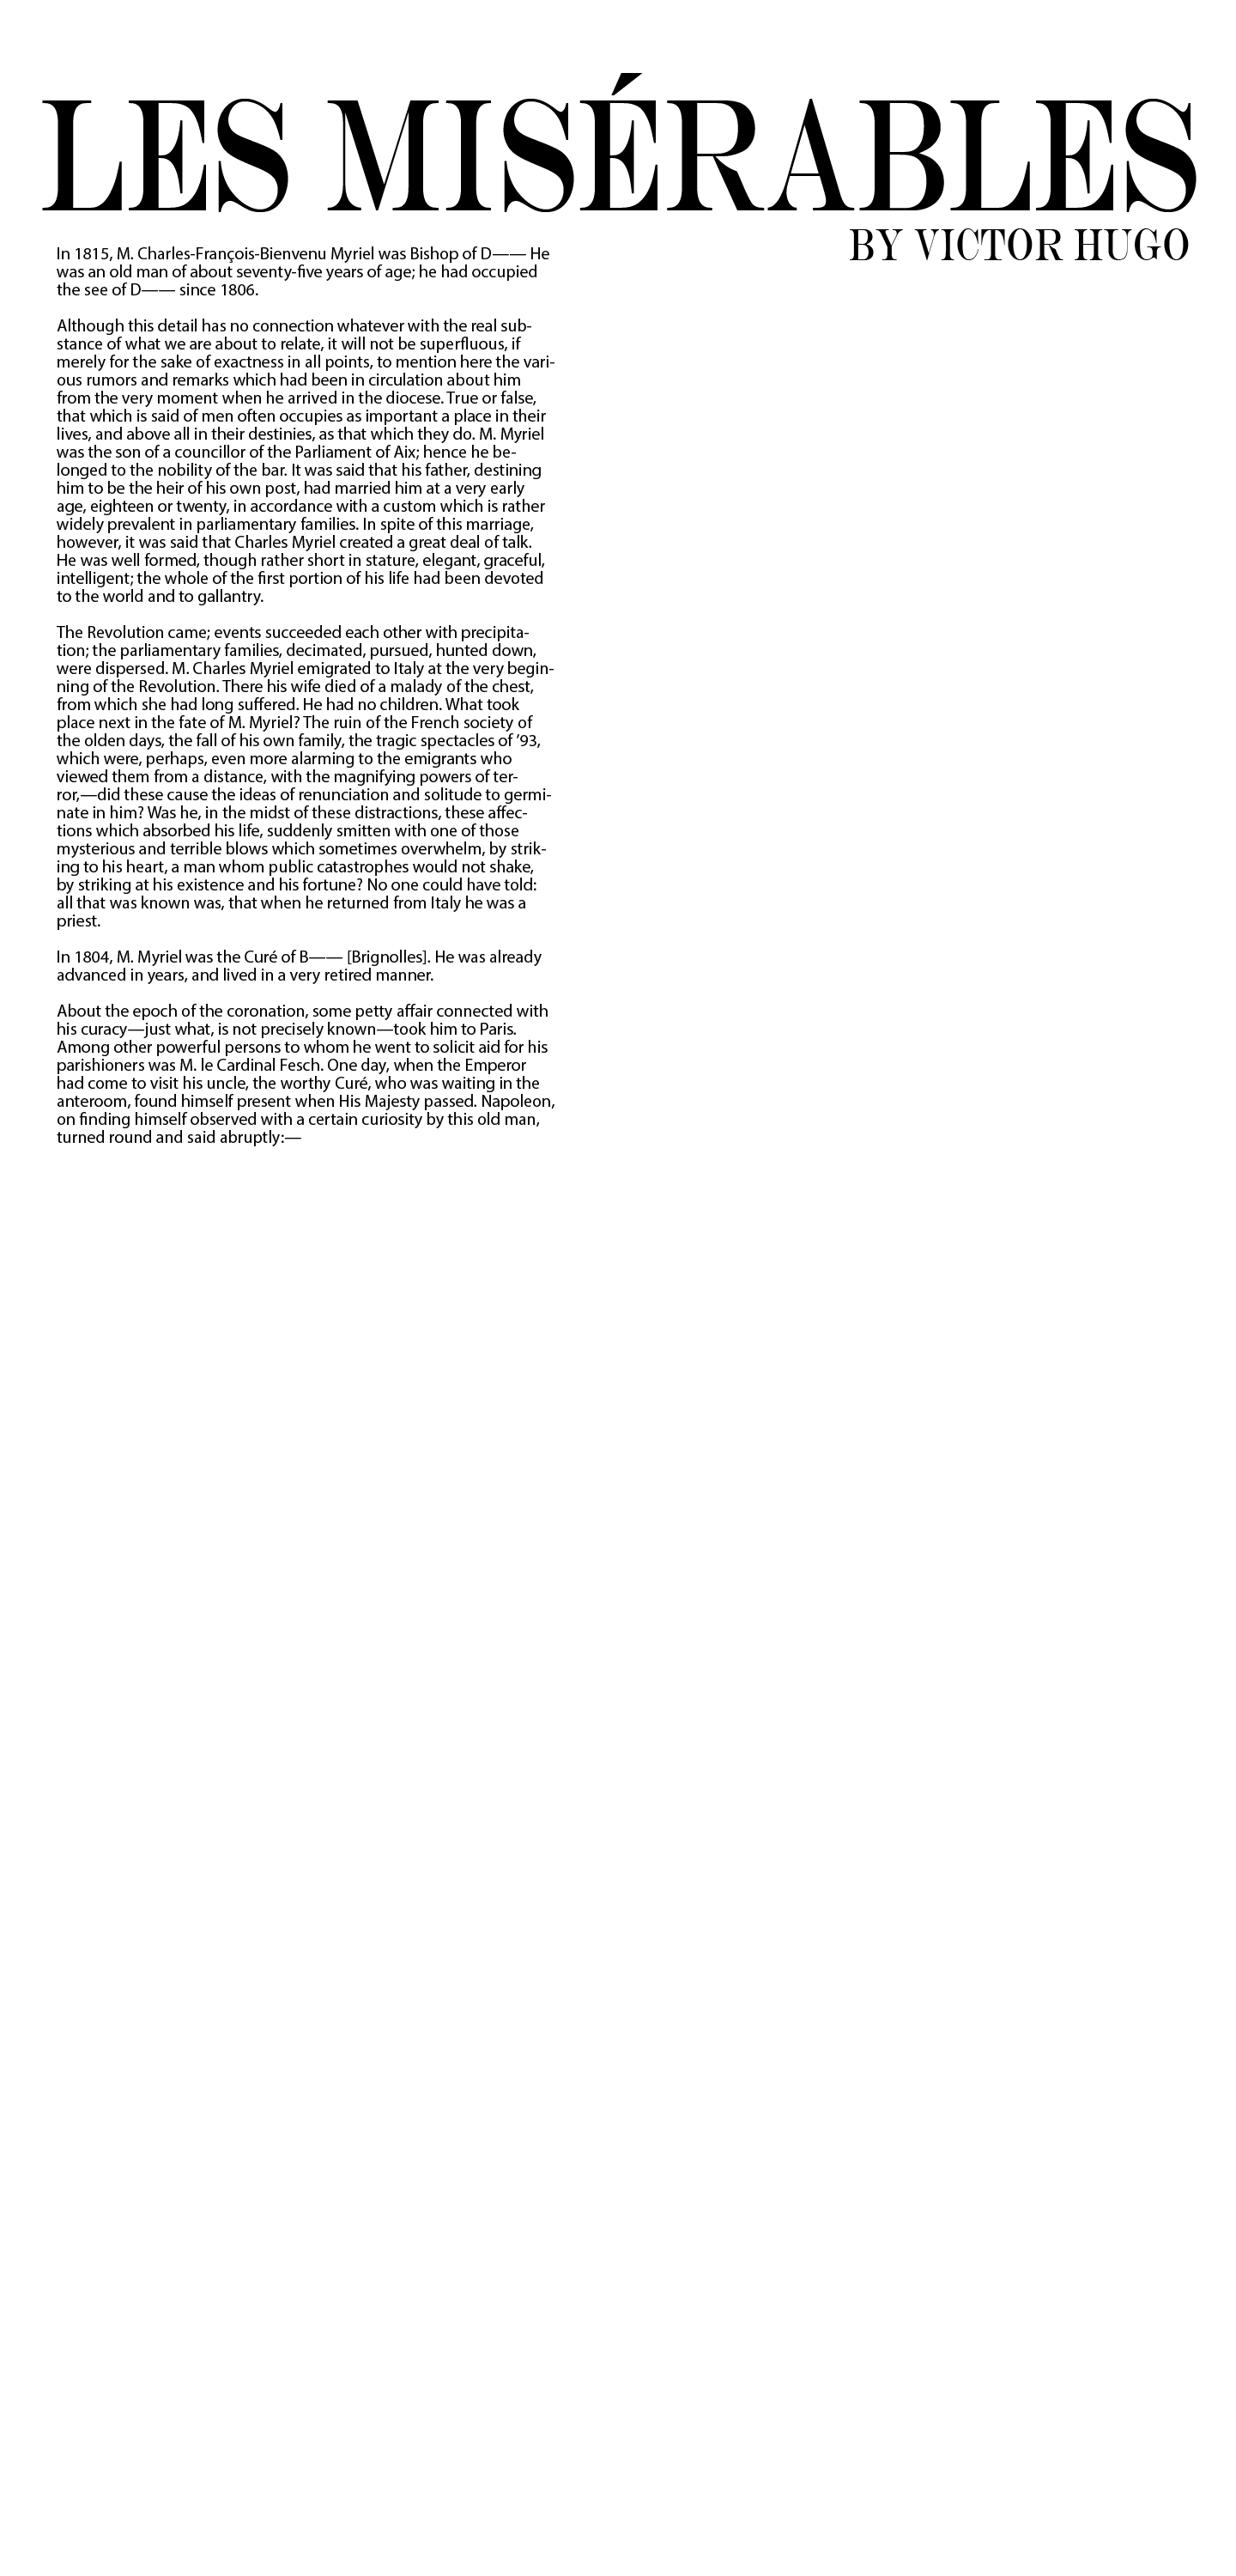 LES MISÉRABLES
BY VICTOR HUGO
In 1815, M. Charles-François-Bienvenu Myriel was Bishop of D—— He
was an old man of about seventy-five years of age; he had occupied
the see of D—— since 1806.
Although this detail has no connection whatever with the real sub-
stance of what we are about to relate, it will not be superfluous, if
merely for the sake of exactness in all points, to mention here the vari-
ous rumors and remarks which had been in circulation about him
from the very moment when he arrived in the diocese. True or false,
that which is said of men often occupies as important a place in their
lives, and above all in their destinies, as that which they do. M. Myriel
was the son of a councillor of the Parliament of Aix; hence he be-
longed to the nobility of the bar. It was said that his father, destining
him to be the heir of his own post, had married him at a very early
age, eighteen or twenty, in accordance with a custom which is rather
widely prevalent in parliamentary families. In spite of this marriage,
however, it was said that Charles Myriel created a great deal of talk.
He was well formed, though rather short in stature, elegant, graceful,
intelligent; the whole of the first portion of his life had been devoted
to the world and to gallantry.
The Revolution came; events succeeded each other with precipita-
tion; the parliamentary families, decimated, pursued, hunted down,
were dispersed. M. Charles Myriel emigrated to Italy at the very begin-
ning of the Revolution. There his wife died of a malady of the chest,
from which she had long suffered. He had no children. What took
place next in the fate of M. Myriel? The ruin of the French society of
the olden days, the fall of his own family, the tragic spectacles of ’93,
which were, perhaps, even more alarming to the emigrants who
viewed them from a distance, with the magnifying powers of ter-
ror,—did these cause the ideas of renunciation and solitude to germi-
nate in him? Was he, in the midst of these distractions, these affec-
tions which absorbed his life, suddenly smitten with one of those
mysterious and terrible blows which sometimes overwhelm, by strik-
ing to his heart, a man whom public catastrophes would not shake,
by striking at his existence and his fortune? No one could have told:
all that was known was, that when he returned from Italy he was a
priest.
In 1804, M. Myriel was the Curé of B—— [Brignolles]. He was already
advanced in years, and lived in a very retired manner.
About the epoch of the coronation, some petty affair connected with
his curacy—just what, is not precisely known—took him to Paris.
Among other powerful persons to whom he went to solicit aid for his
parishioners was M. le Cardinal Fesch. One day, when the Emperor
had come to visit his uncle, the worthy Curé, who was waiting in the
anteroom, found himself present when His Majesty passed. Napoleon,
on finding himself observed with a certain curiosity by this old man,
turned round and said abruptly:—